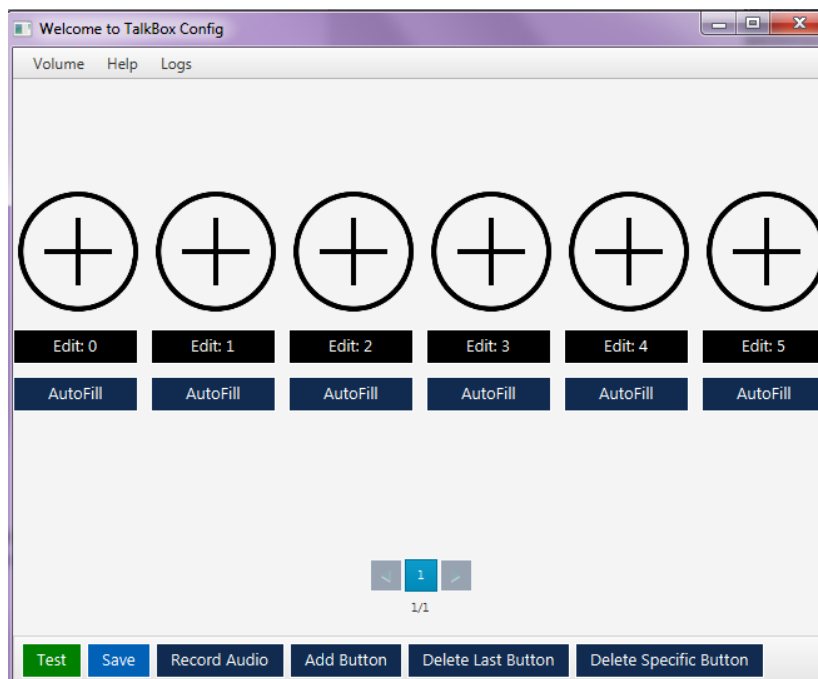 Welcome to TalkBox Config
Volume Help Logs
Edit: 0 Edit: 1 Edit: 2 Edit: 3 Edit: 4 Edit: 5
AutoFill AutoFill AutoFill AutoFill AutoFill AutoFill
< 1 >
1/1
Test Save Record Audio Add Button Delete Last Button Delete Specific Button